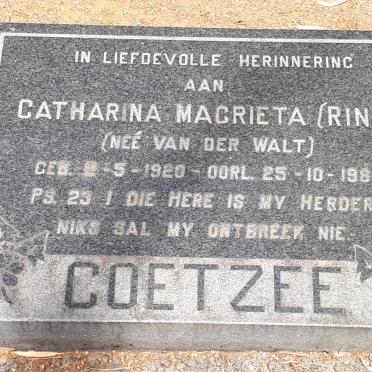 IN LIEFDEVOLLE HERINNERING
AAN
CATHARINA MAGRIETA (RIN
(NEÉ VAN DER WALT)
GEB. 2-5-1920 - OORL. 25-10-198
PS. 23:1 DIE HERE IS MY HERDER
NIKS SAL MY ONTBREEK NIE.
COETZEE